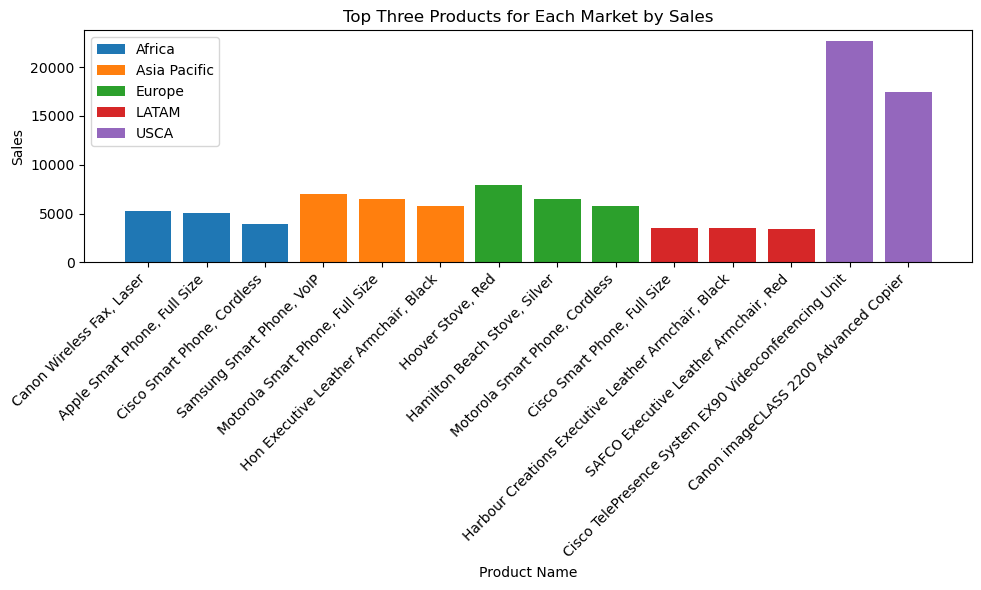 Top Three Products for Each Market by Sales
Africa
Asia Pacific
Europe
LATAM
USCA
Sales
20000
15000
10000
5000
0
Canon Wireless Fax, Laser
Apple Smart Phone, Full Size
Cisco Smart Phone, Cordless
Samsung Smart Phone, VoIP
Motorola Smart Phone, Full Size
Hon Executive Leather Armchair, Black
Hoover Stove, Red
Hamilton Beach Stove, Silver
Motorola Smart Phone, Cordless
Cisco Smart Phone, Full Size
Harbour Creations Executive Leather Armchair, Black
SAFCO Executive Leather Armchair, Red
Cisco TelePresence System EX90 Videoconferencing Unit
Canon imageCLASS 2200 Advanced Copier
Product Name